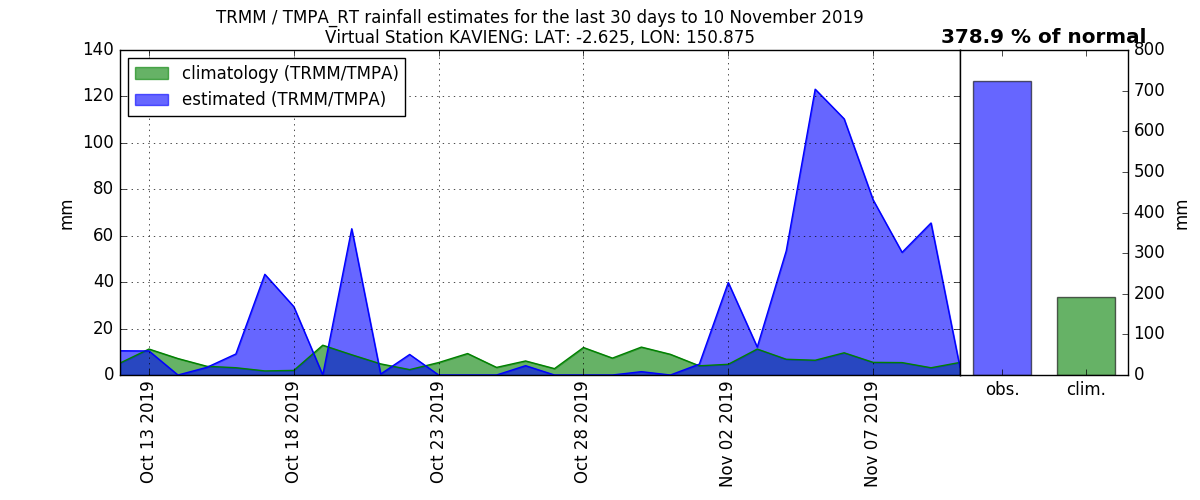 TRMM / TMPA_RT rainfall estimates for the last 30 days to 10 November 2019
Virtual Station KAVIENG: LAT: -2.625, LON: 150.875
378.9 % of normal
climatology (TRMM/TMPA)
estimated (TRMM/TMPA)
mm
140
120
100
80
60
40
20
0
Oct 13 2019
Oct 18 2019
Oct 23 2019
Oct 28 2019
Nov 02 2019
Nov 07 2019
800
700
600
500
400
300
200
100
0
mm
obs.
clim.